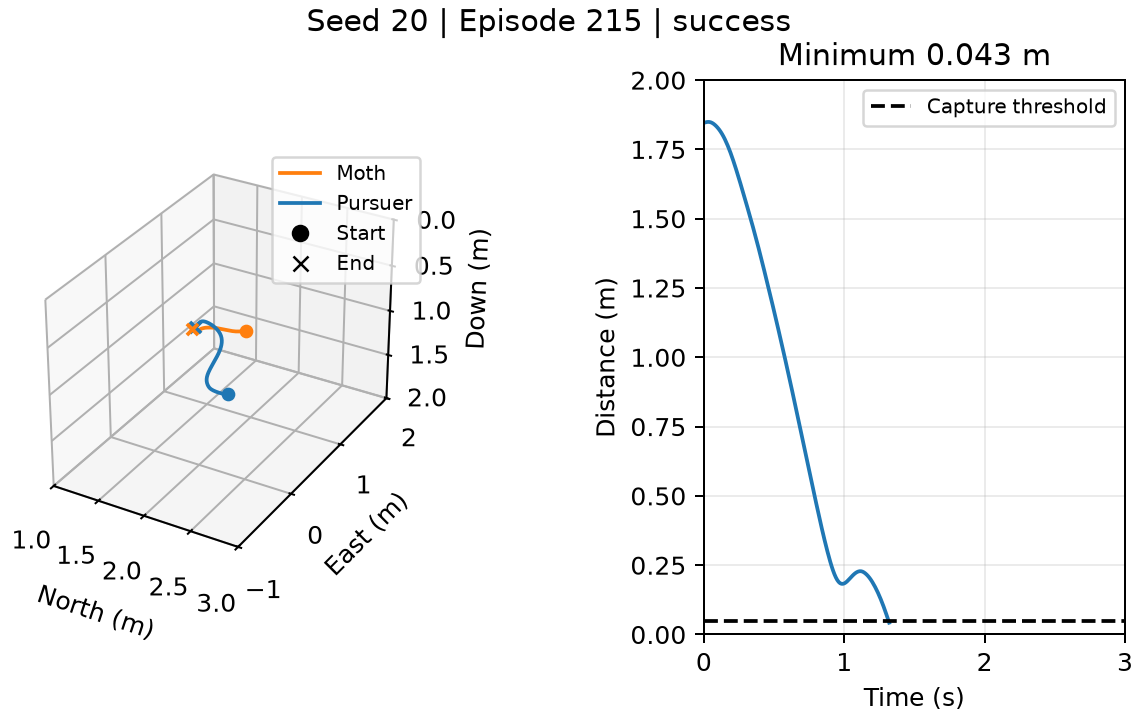 Seed 20 | Episode 215 | success
Moth
Pursuer
Start
End
0.0
0.5
1.0
1.5
2.0
Down (m)
2
1
0
−1
East (m)
1.0
1.5
2.0
2.5
3.0
North (m)
Minimum 0.043 m
Capture threshold
2.00
1.75
1.50
1.25
1.00
0.75
0.50
0.25
0.00
Distance (m)
0
1
2
3
Time (s)